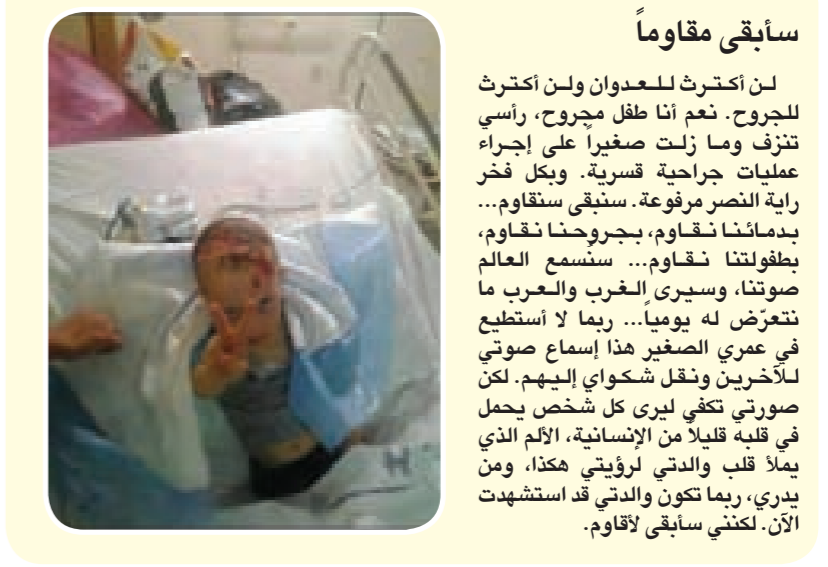 سأبقى مقاوماً
لن أكترث للعدوان ولن أكترث
للجروح. نعم أنا طفل مجروح، رأسي
تنزف وما زلت صغيراً على إجراء
عمليات جراحية قسرية. وبكل فخر
راية النصر مرفوعة. سنبقى سنقاوم...
بدمائنا نقاوم، بجروحنا نقاوم،
بطفولتنا نقاوم... سنُسمع العالم
صوتنا، وسيرى الغرب والعرب ما
نتعرّض له يومياً... ربما لا أستطيع
في عمري الصغير هذا إسماع صوتي
للآخرين ونقل شكواي إليهم. لكن
صورتي تكفي ليرى كل شخص يحمل
في قلبه قليلاً من الإنسانية، الألم الذي
يملأ قلب والدتي لرؤيتي هكذا، ومن
يدري، ربما تكون والدتي قد استشهدت
الآن. لكنني سأبقى لأقاوم.
H